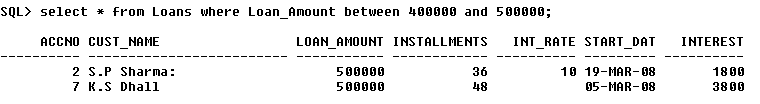 SQL> select * from Loans where Loan_Amount between 400000 and 500000;
ACCNO CUST_NAME LOAN_AMOUNT INSTALLMENTS INT_RATE START_DAT INTEREST
---------- ------------------------- ----------- ------------ ---------- --------- ----------
2 S.P Sharma: 500000 36 10 19-MAR-08 1800
7 K.S Dhall 500000 48 05-MAR-08 3800